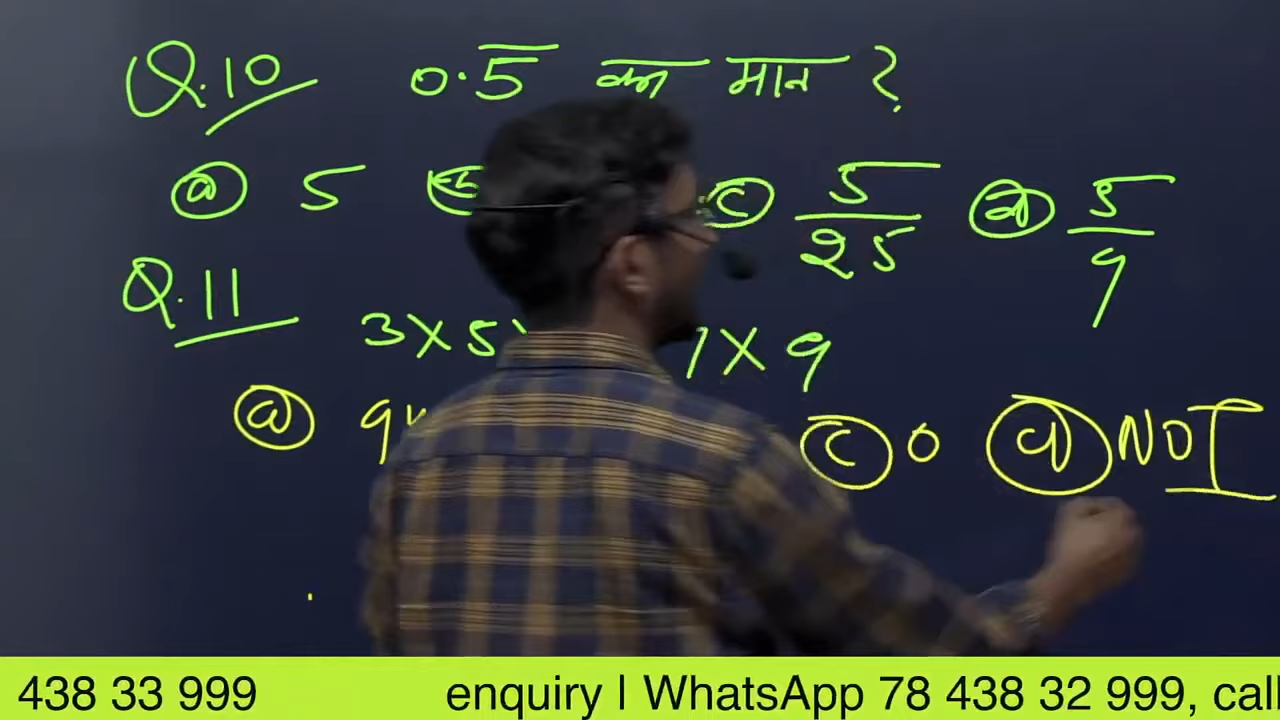 Q.10 0.5̅ का मान ?
ⓐ 5 ⓒ 5/25 ⓓ 5/9
Q.11 3×5 1×9
ⓐ ⓒ 0 ⓓ NOT
438 33 999 enquiry | WhatsApp 78 438 32 999, call